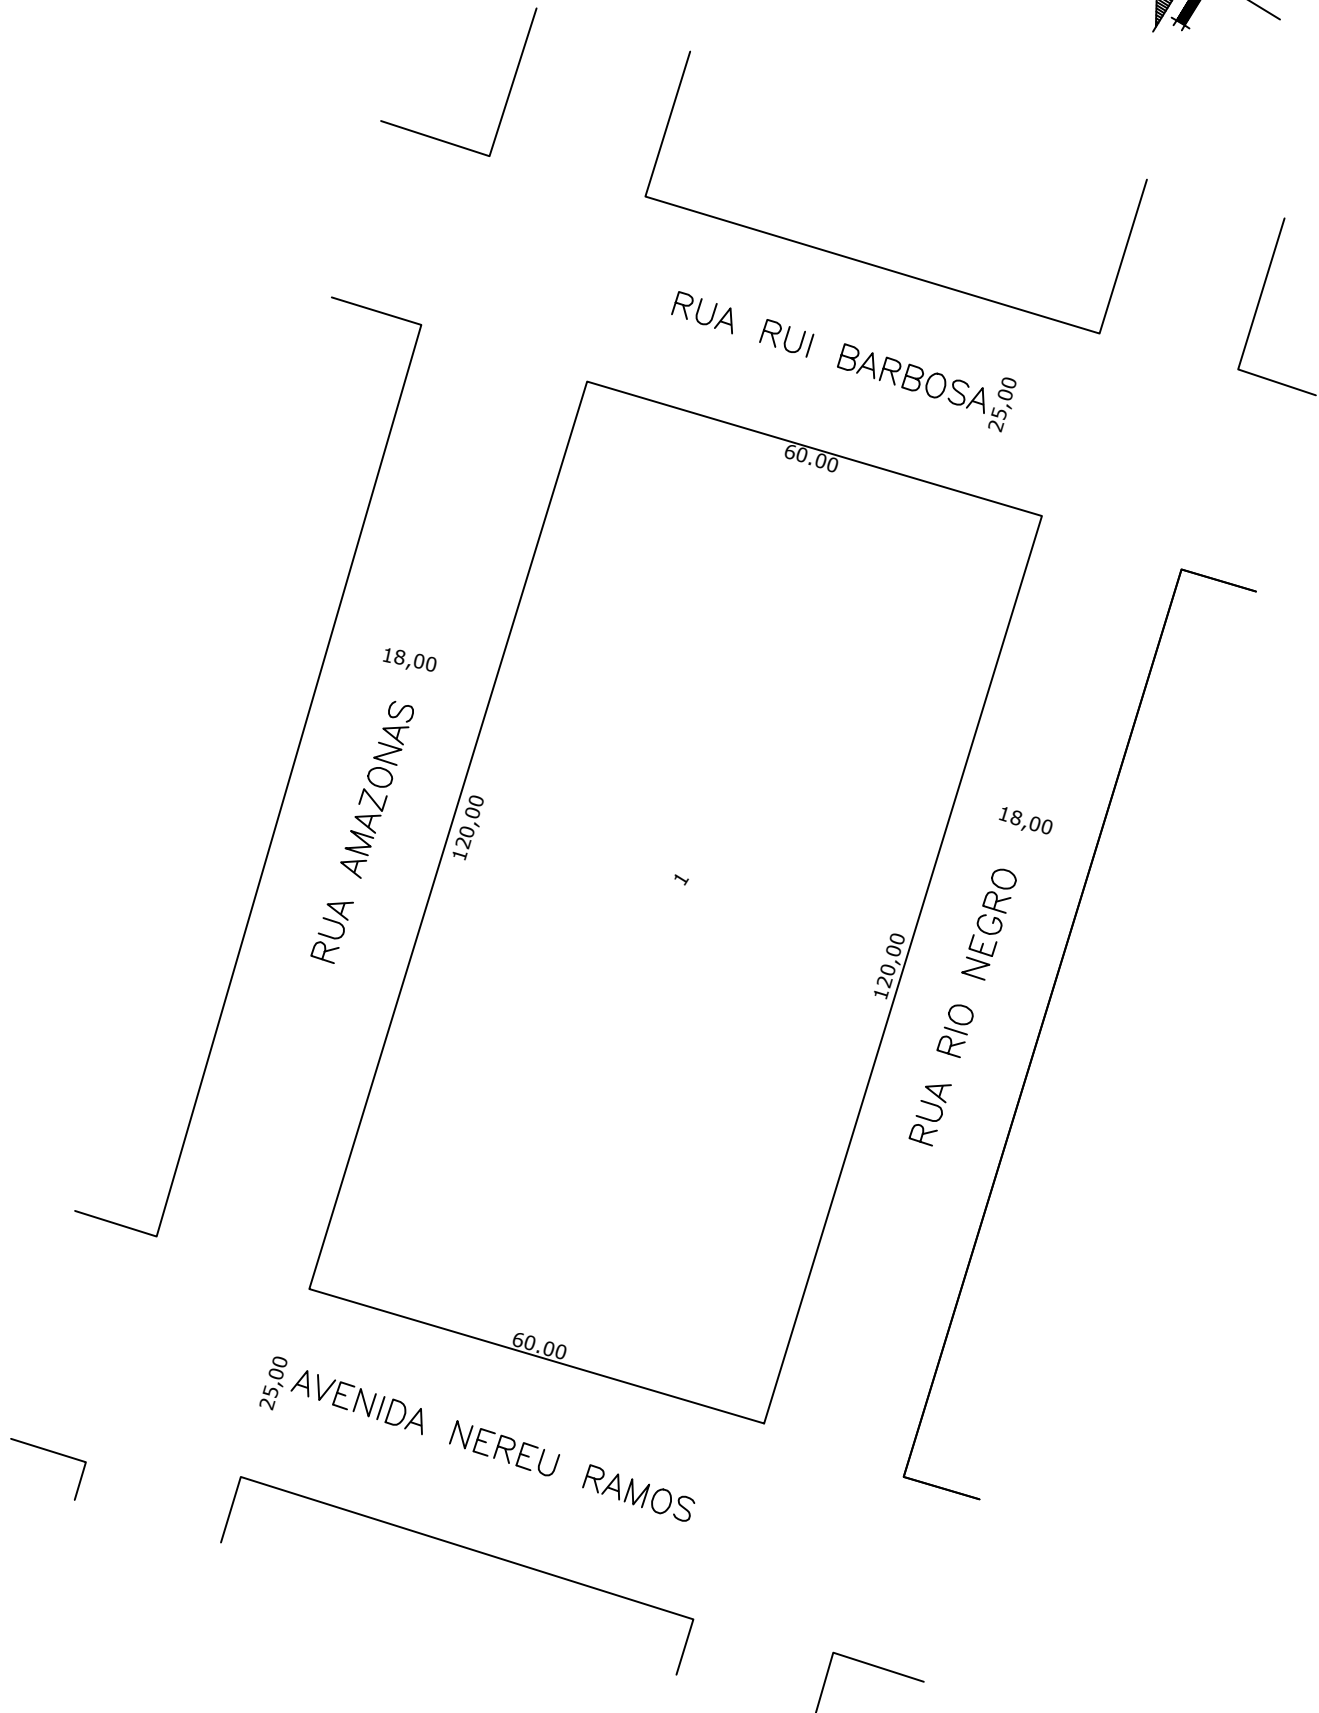 RUA RUI BARBOSA
25,00
60.00
18,00
RUA AMAZONAS
120,00
1
18,00
120,00
RUA RIO NEGRO
60.00
25,00
AVENIDA NEREU RAMOS